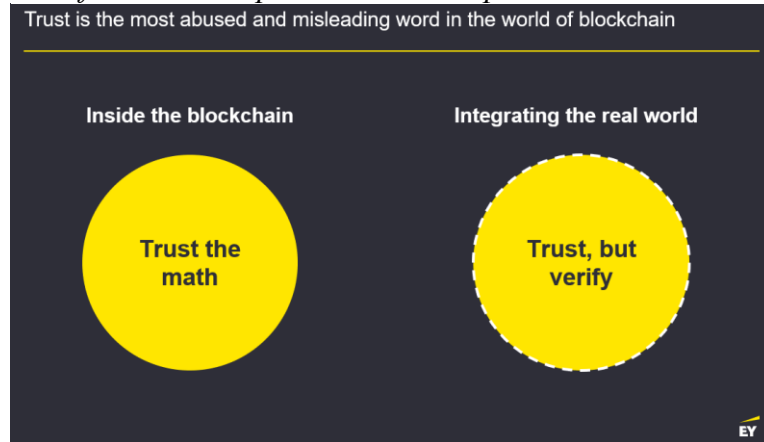 Trust is the most abused and misleading word in the world of blockchain
Inside the blockchain
Integrating the real world
Trust the
math
Trust, but
verify
EY